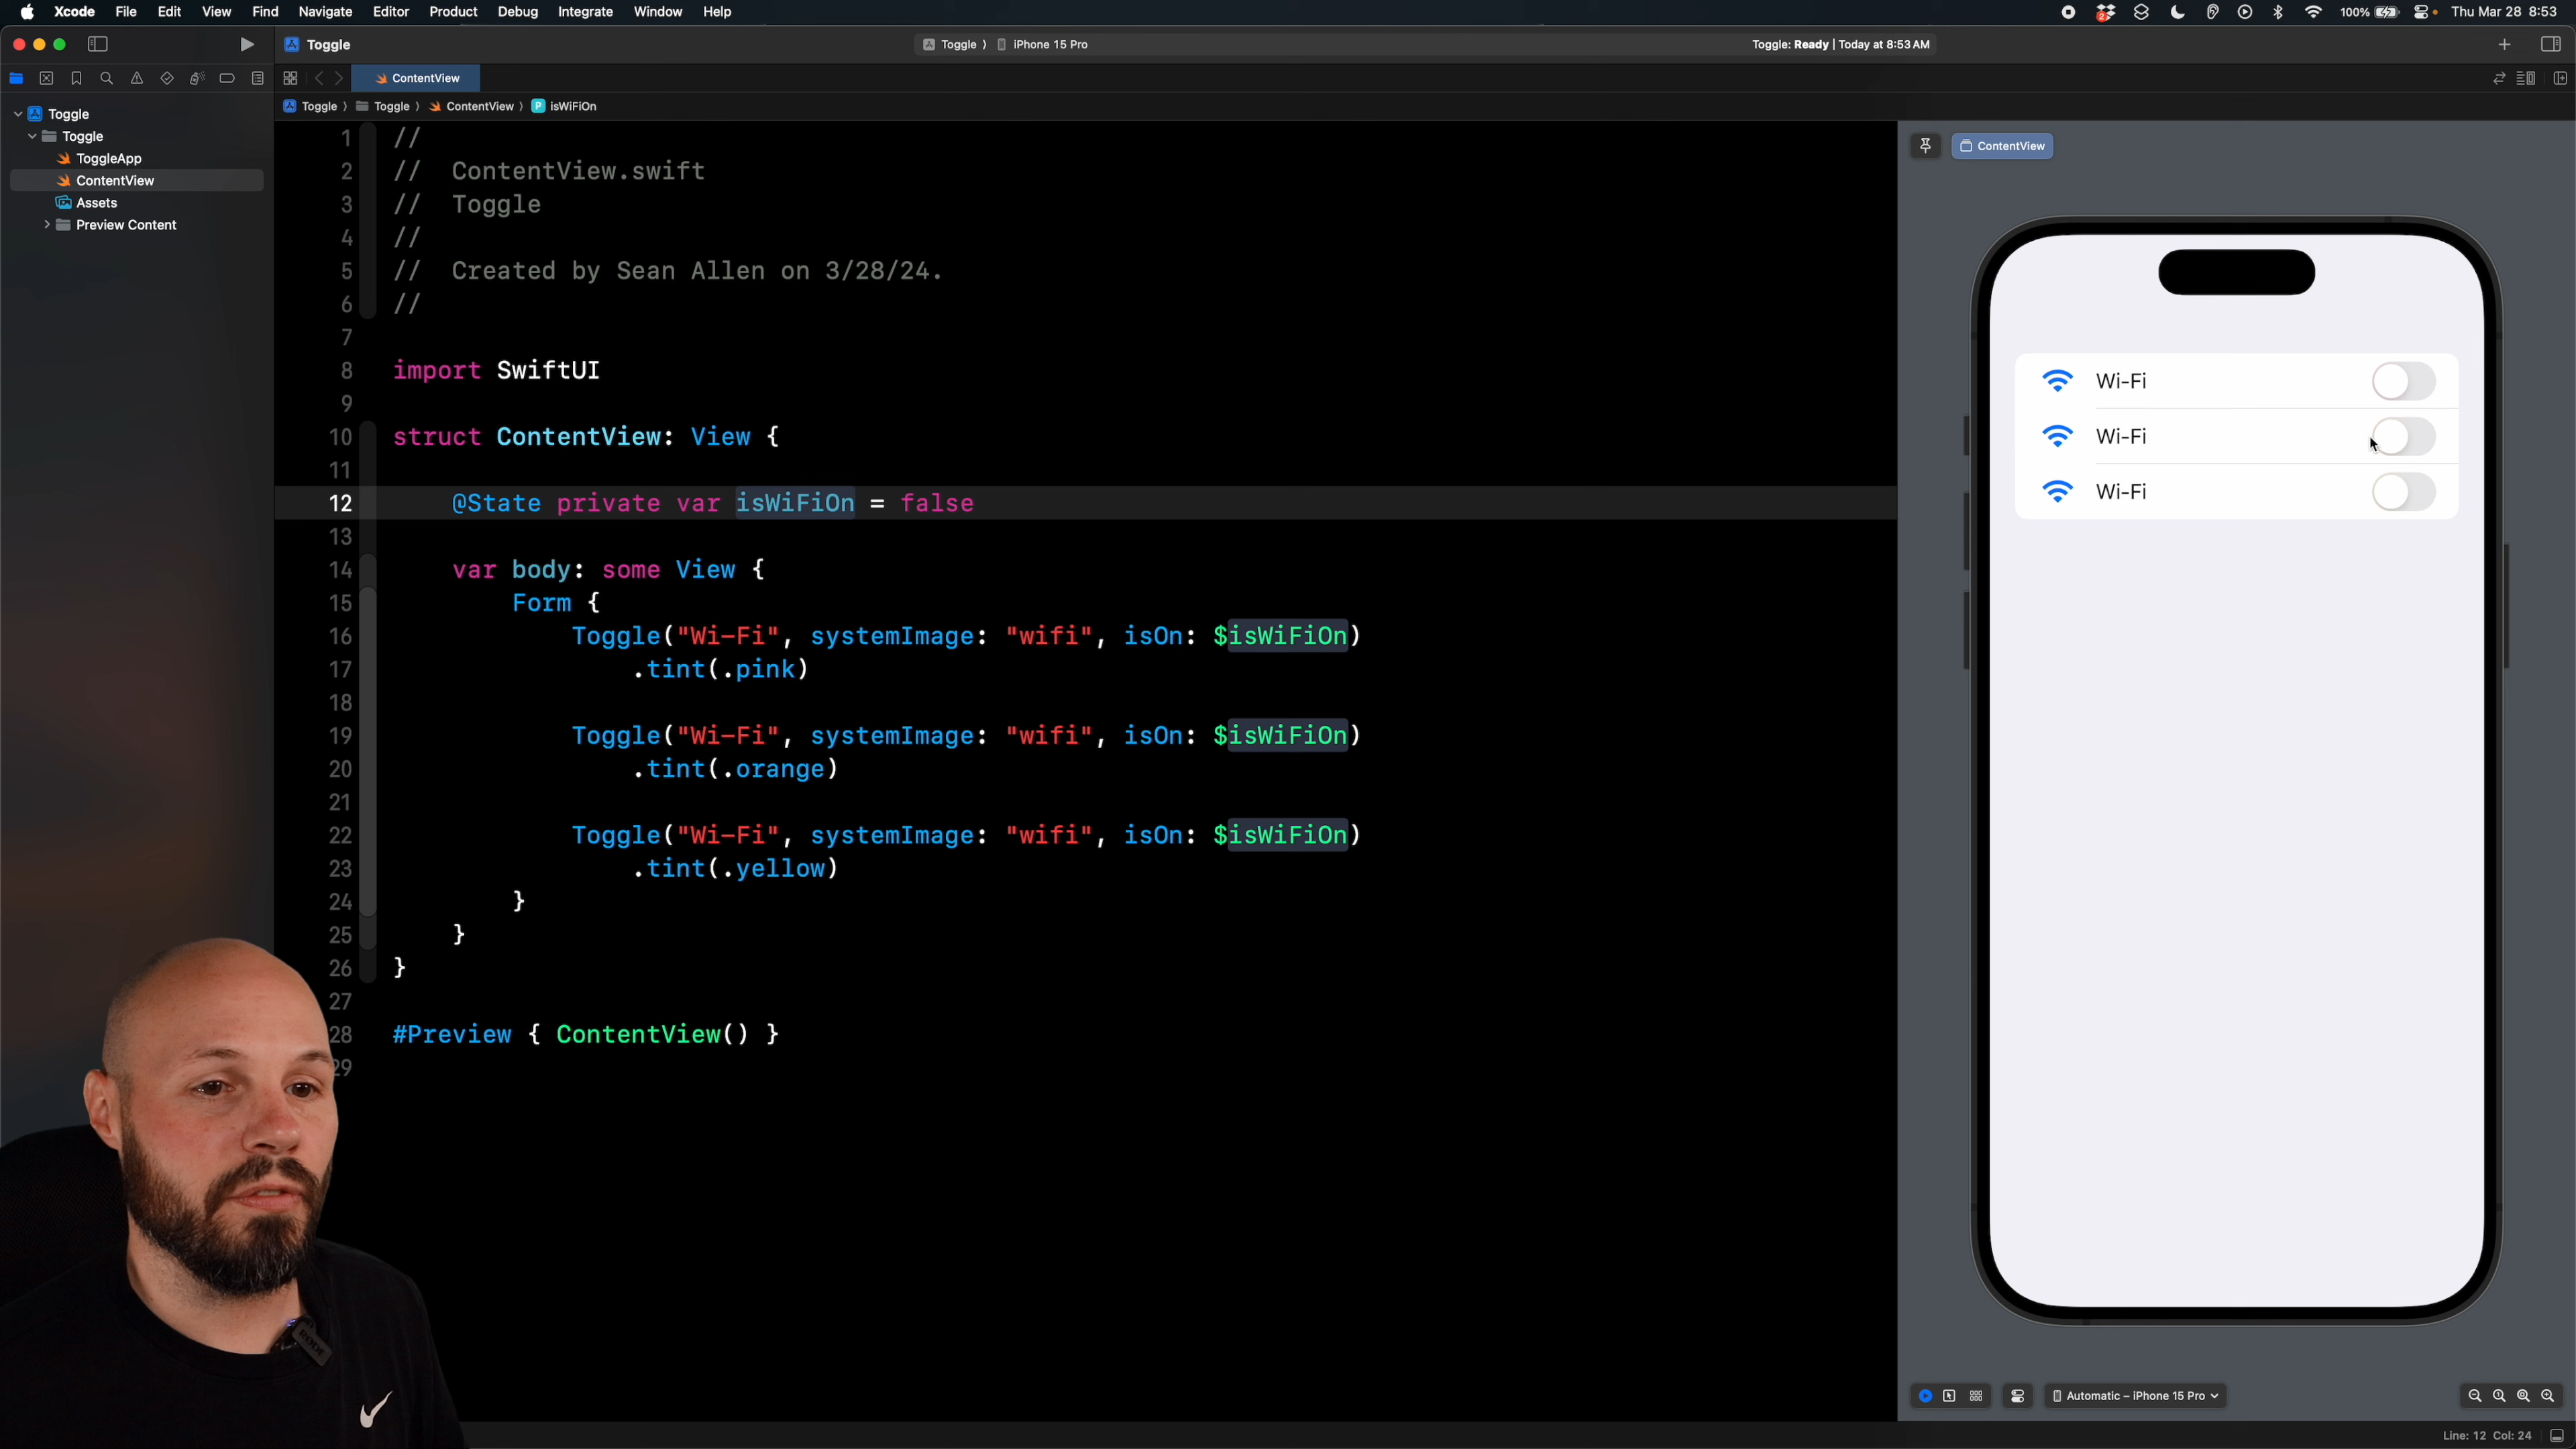 Xcode File Edit View Find Navigate Editor Product Debug Integrate Window Help
2 100% Thu Mar 28 8:53
Toggle
Toggle iPhone 15 Pro
Toggle: Ready | Today at 8:53 AM
ContentView
Toggle Toggle ContentView P isWiFiOn
Toggle
Toggle
ToggleApp
ContentView
Assets
Preview Content
1 //
2 // ContentView.swift
3 // Toggle
4 //
5 // Created by Sean Allen on 3/28/24.
6 //
7
8 import SwiftUI
9
10 struct ContentView: View {
11
12 @State private var isWiFiOn = false
13
14 var body: some View {
15 Form {
16 Toggle("Wi-Fi", systemImage: "wifi", isOn: $isWiFiOn)
17 .tint(.pink)
18
19 Toggle("Wi-Fi", systemImage: "wifi", isOn: $isWiFiOn)
20 .tint(.orange)
21
22 Toggle("Wi-Fi", systemImage: "wifi", isOn: $isWiFiOn)
23 .tint(.yellow)
24 }
25 }
26 }
27
28 #Preview { ContentView() }
29
ContentView
Wi-Fi
Wi-Fi
Wi-Fi
Automatic – iPhone 15 Pro
Line: 12 Col: 24
RODE